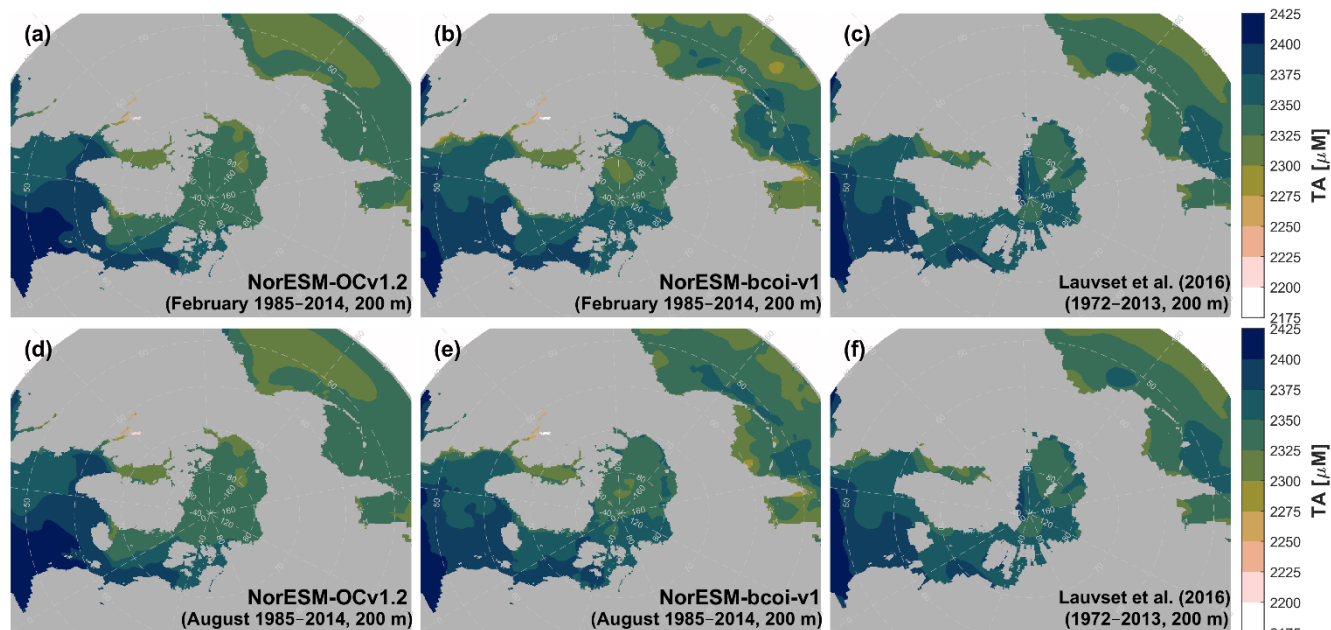 (a)
NorESM-OCv1.2
(February 1985–2014, 200 m)
(b)
NorESM-bcoi-v1
(February 1985–2014, 200 m)
(c)
Lauvset et al. (2016)
(1972–2013, 200 m)
2425
2400
2375
2350
2325
2300
2275
2250
2225
2200
2175
TA [μM]
(d)
NorESM-OCv1.2
(August 1985–2014, 200 m)
(e)
NorESM-bcoi-v1
(August 1985–2014, 200 m)
(f)
Lauvset et al. (2016)
(1972–2013, 200 m)
2425
2400
2375
2350
2325
2300
2275
2250
2225
2200
2175
TA [μM]